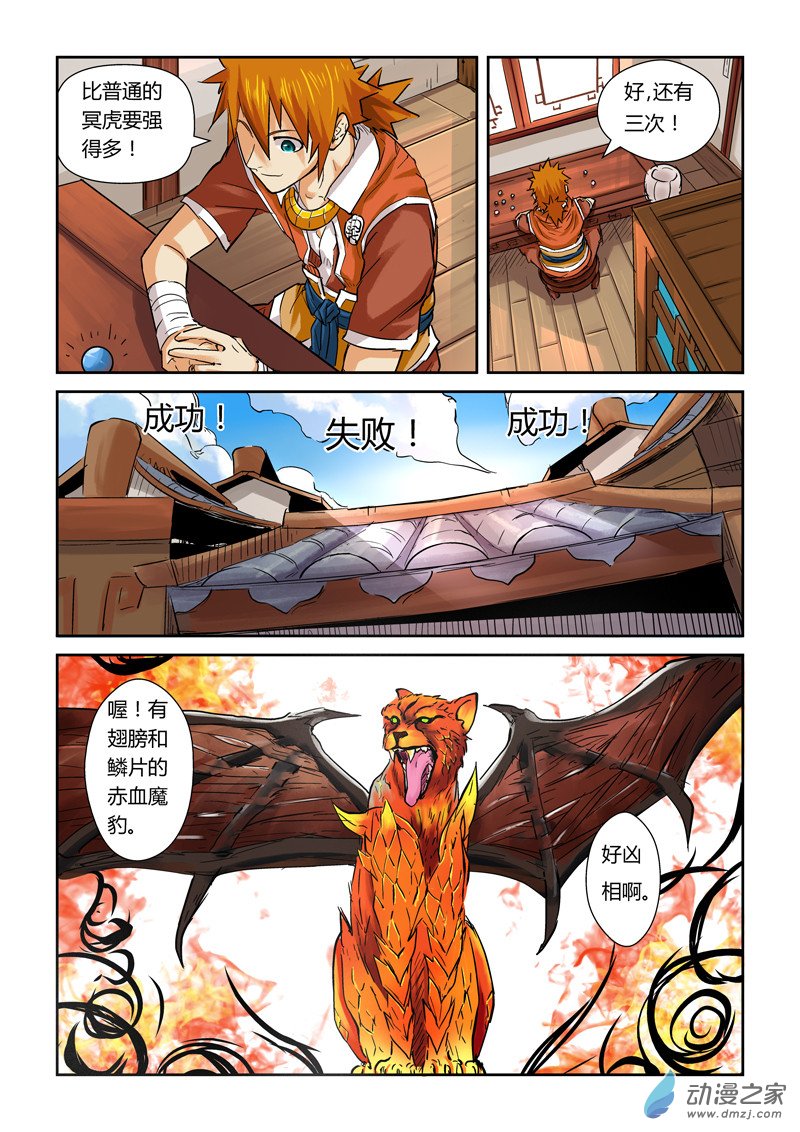 比普通的
冥虎要强
得多！
好,还有
三次！
成功！
失败！
成功！
喔！有
翅膀和
鳞片的
赤血魔
豹。
好凶
相啊。
动漫之家
www.dmzj.com